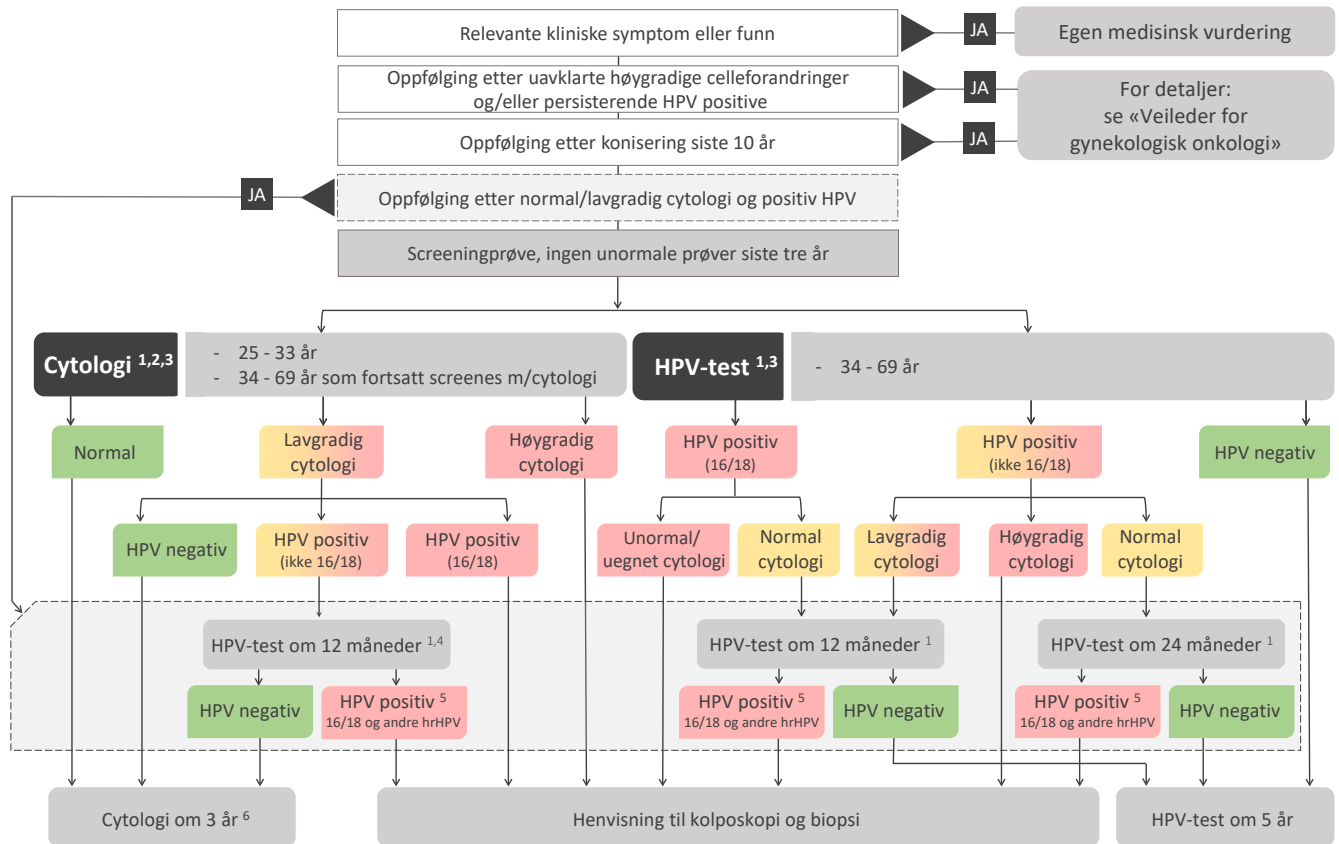 Relevante kliniske symptom eller funn
JA
Egen medisinsk vurdering
Oppfølging etter uavklarte høygradige celleforandringer
og/eller persisterende HPV positive
JA
For detaljer:
se «Veileder for
gynekologisk onkologi»
Oppfølging etter konisering siste 10 år
JA
JA
Oppfølging etter normal/lavgradig cytologi og positiv HPV
Screeningprøve, ingen unormale prøver siste tre år
Cytologi 1,2,3
- 25 - 33 år
- 34 - 69 år som fortsatt screenes m/cytologi
HPV-test 1,3
- 34 - 69 år
Normal
Lavgradig
cytologi
Høygradig
cytologi
HPV positiv
(16/18)
HPV positiv
(ikke 16/18)
HPV negativ
HPV negativ
HPV positiv
(ikke 16/18)
HPV positiv
(16/18)
Unormal/
uegnet cytologi
Normal
cytologi
Lavgradig
cytologi
Høygradig
cytologi
Normal
cytologi
HPV-test om 12 måneder 1,4
HPV-test om 12 måneder 1
HPV-test om 24 måneder 1
HPV negativ
HPV positiv 5
16/18 og andre hrHPV
HPV positiv 5
16/18 og andre hrHPV
HPV negativ
HPV positiv 5
16/18 og andre hrHPV
HPV negativ
Cytologi om 3 år 6
Henvisning til kolposkopi og biopsi
HPV-test om 5 år